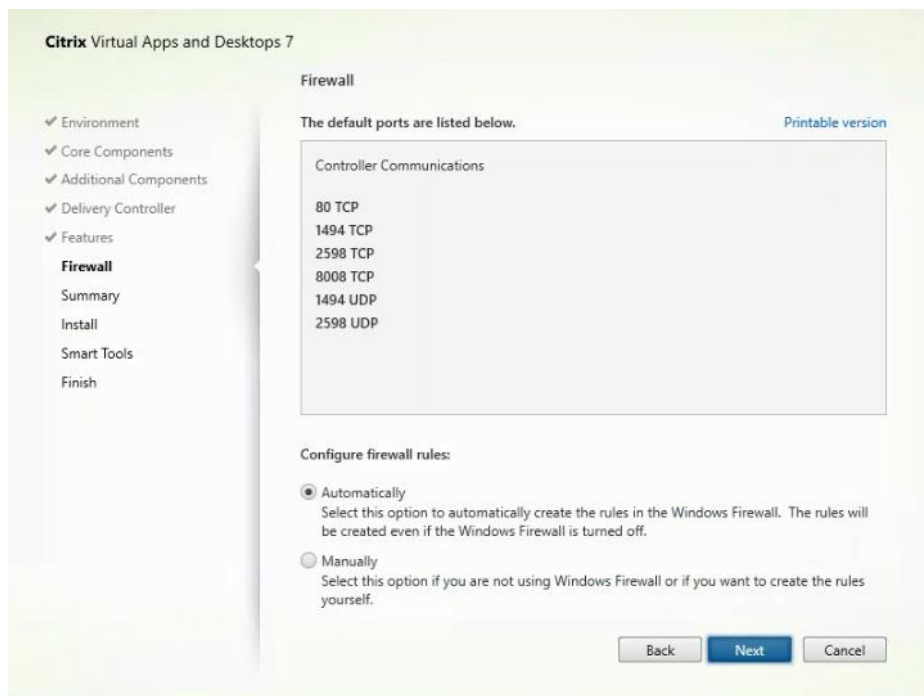 Citrix Virtual Apps and Desktops 7
Firewall
Environment
Core Components
Additional Components
Delivery Controller
Features
Firewall
Summary
Install
Smart Tools
Finish
The default ports are listed below.
Printable version
Controller Communications
80 TCP
1494 TCP
2598 TCP
8008 TCP
1494 UDP
2598 UDP
Configure firewall rules:
Automatically
Select this option to automatically create the rules in the Windows Firewall. The rules will
be created even if the Windows Firewall is turned off.
Manually
Select this option if you are not using Windows Firewall or if you want to create the rules
yourself.
Back
Next
Cancel